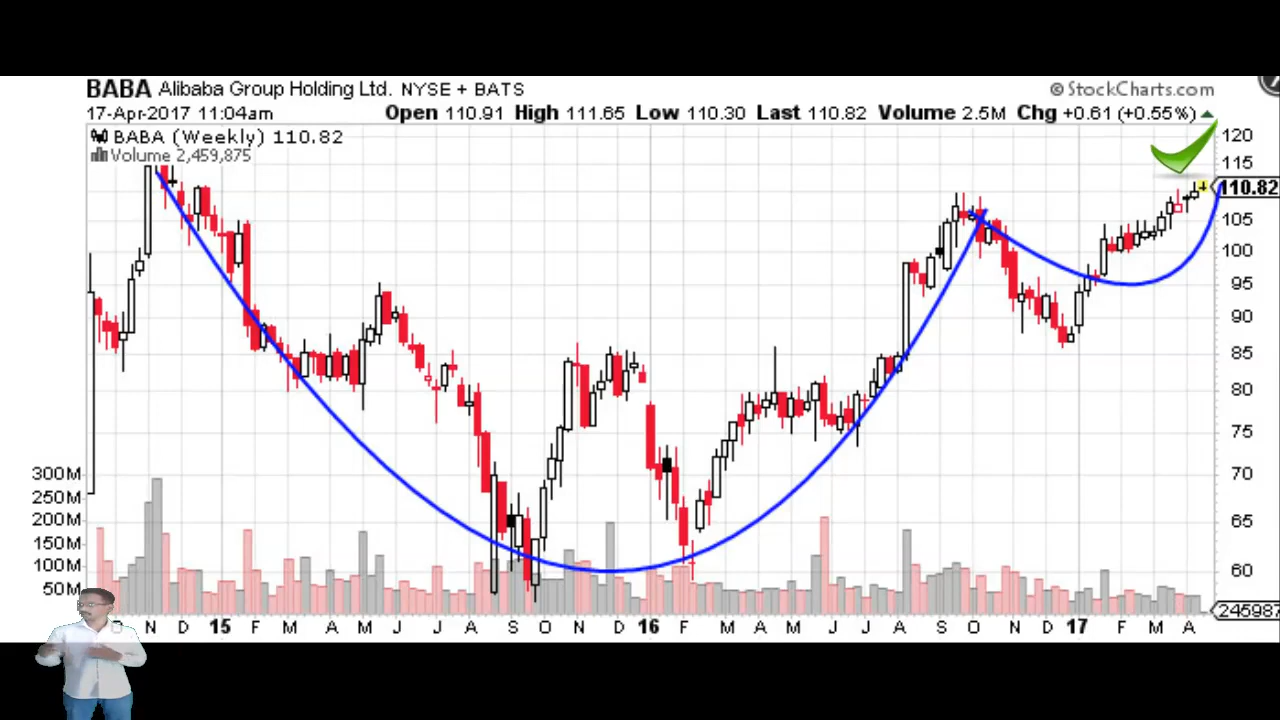 BABA Alibaba Group Holding Ltd. NYSE + BATS
© StockCharts.com
17-Apr-2017 11:04am
Open 110.91 High 111.65 Low 110.30 Last 110.82 Volume 2.5M Chg +0.61 (+0.55%)
BABA (Weekly) 110.82
Volume 2,459,875
120
115
110.82
105
100
95
90
85
80
75
70
65
60
300M
250M
200M
150M
100M
50M
245987
O N D 15 F M A M J J A S O N D 16 F M A M J J A S O N D 17 F M A